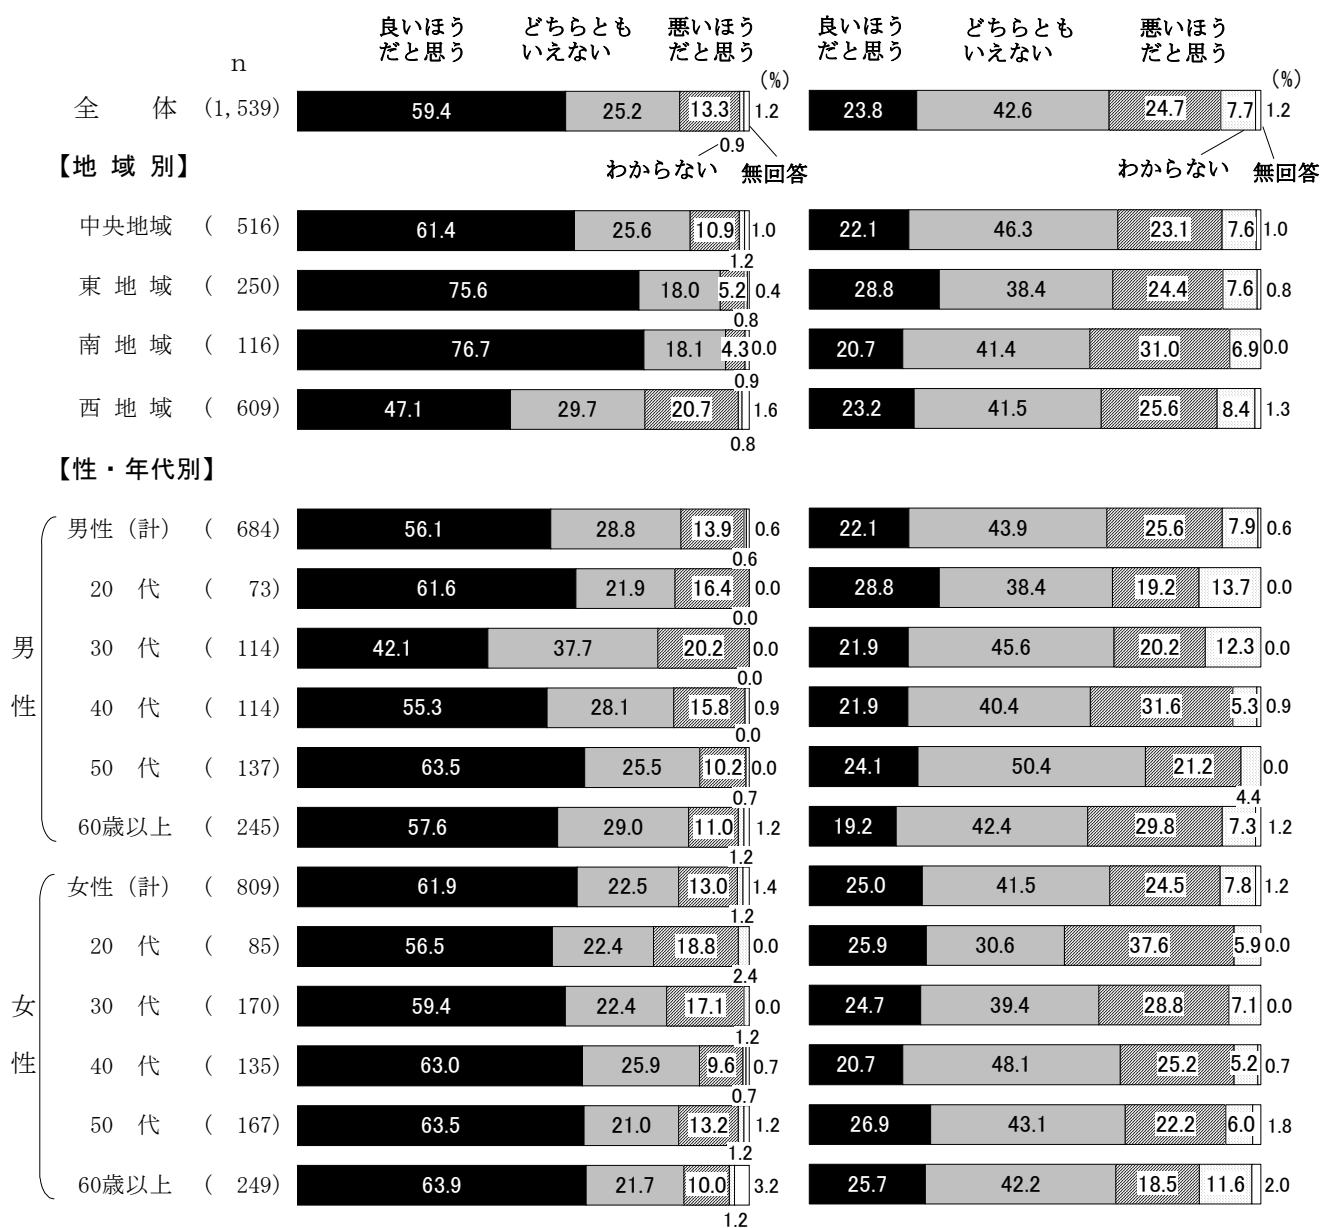 良いほう どちらとも 悪いほう 良いほう どちらとも 悪いほう
だと思う いえない だと思う だと思う いえない だと思う
n (%) (%)
全 体 (1,539) 59.4 25.2 13.3 1.2 23.8 42.6 24.7 7.7 1.2
0.9
【地 域 別】 わからない 無回答 わからない 無回答
中央地域 ( 516) 61.4 25.6 10.9 1.0 22.1 46.3 23.1 7.6 1.0
1.2
東 地 域 ( 250) 75.6 18.0 5.2 0.4 28.8 38.4 24.4 7.6 0.8
0.8
南 地 域 ( 116) 76.7 18.1 4.3 0.0 20.7 41.4 31.0 6.9 0.0
0.9
西 地 域 ( 609) 47.1 29.7 20.7 1.6 23.2 41.5 25.6 8.4 1.3
0.8
【性・年代別】
男性(計) ( 684) 56.1 28.8 13.9 0.6 22.1 43.9 25.6 7.9 0.6
0.6
20 代 ( 73) 61.6 21.9 16.4 0.0 28.8 38.4 19.2 13.7 0.0
0.0
男 30 代 ( 114) 42.1 37.7 20.2 0.0 21.9 45.6 20.2 12.3 0.0
0.0
性 40 代 ( 114) 55.3 28.1 15.8 0.9 21.9 40.4 31.6 5.3 0.9
0.0
50 代 ( 137) 63.5 25.5 10.2 0.0 24.1 50.4 21.2 0.0
0.7 4.4
60歳以上 ( 245) 57.6 29.0 11.0 1.2 19.2 42.4 29.8 7.3 1.2
1.2
女性(計) ( 809) 61.9 22.5 13.0 1.4 25.0 41.5 24.5 7.8 1.2
1.2
20 代 ( 85) 56.5 22.4 18.8 0.0 25.9 30.6 37.6 5.9 0.0
2.4
女 30 代 ( 170) 59.4 22.4 17.1 0.0 24.7 39.4 28.8 7.1 0.0
1.2
性 40 代 ( 135) 63.0 25.9 9.6 0.7 20.7 48.1 25.2 5.2 0.7
0.7
50 代 ( 167) 63.5 21.0 13.2 1.2 26.9 43.1 22.2 6.0 1.8
1.2
60歳以上 ( 249) 63.9 21.7 10.0 3.2 25.7 42.2 18.5 11.6 2.0
1.2